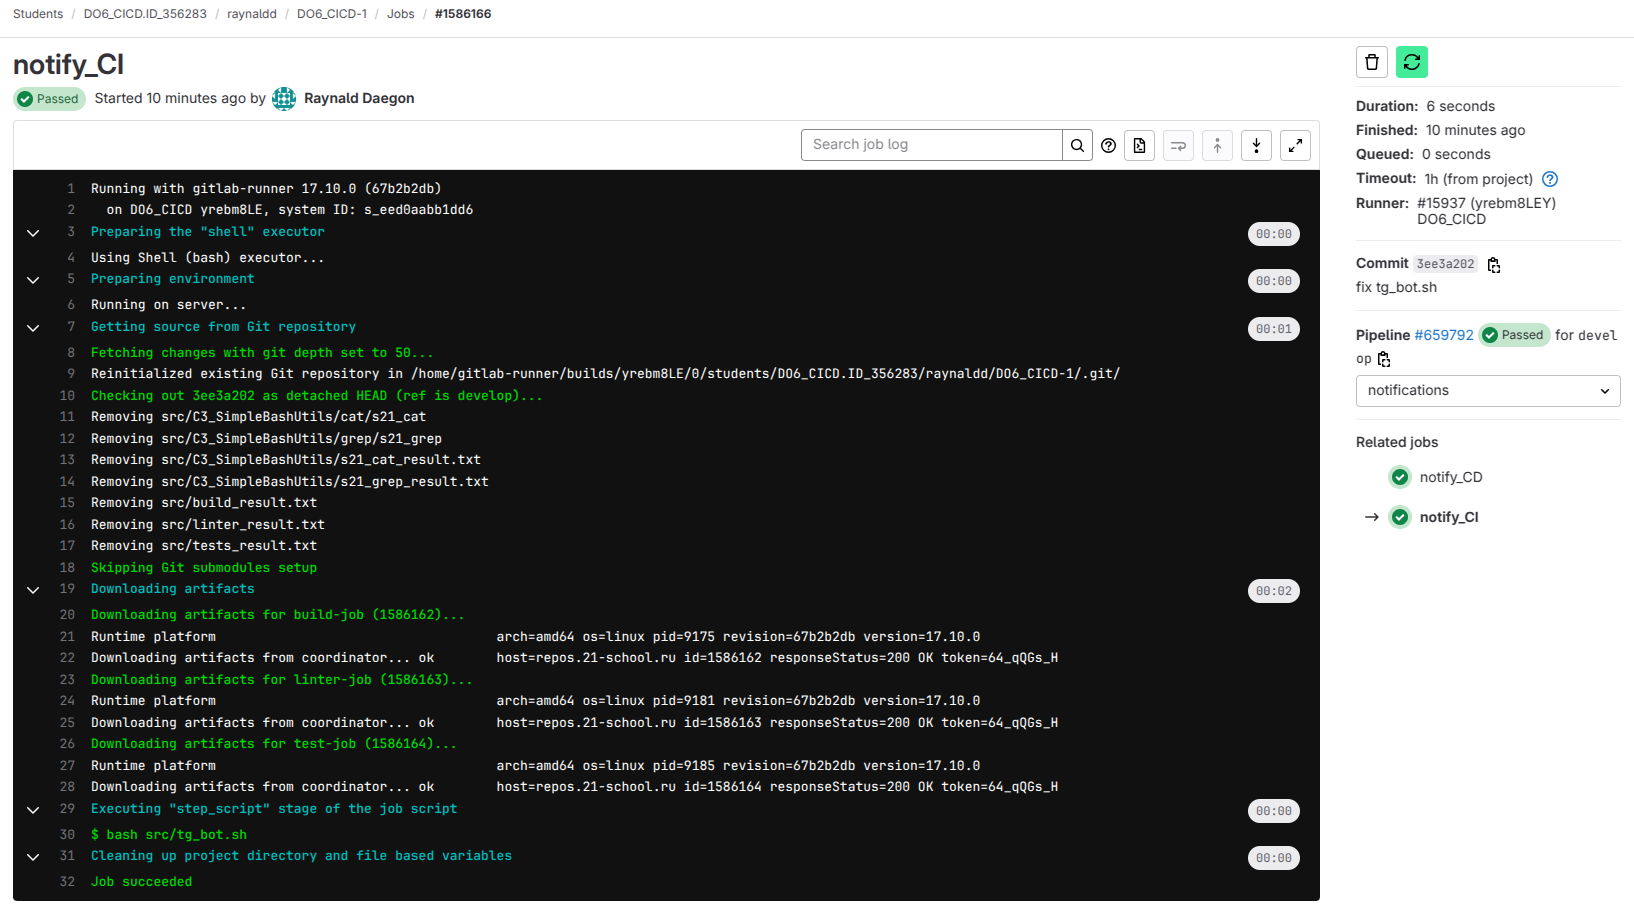 Students / DO6_CICD.ID_356283 / raynaldd / DO6_CICD-1 / Jobs / #1586166
notify_CI
Passed Started 10 minutes ago by Raynald Daegon
Search job log
1 Running with gitlab-runner 17.10.0 (67b2b2db)
2 on DO6_CICD yrebm8LE, system ID: s_eed0aabb1dd6
3 Preparing the "shell" executor 00:00
4 Using Shell (bash) executor...
5 Preparing environment 00:00
6 Running on server...
7 Getting source from Git repository 00:01
8 Fetching changes with git depth set to 50...
9 Reinitialized existing Git repository in /home/gitlab-runner/builds/yrebm8LE/0/students/DO6_CICD.ID_356283/raynaldd/DO6_CICD-1/.git/
10 Checking out 3ee3a202 as detached HEAD (ref is develop)...
11 Removing src/C3_SimpleBashUtils/cat/s21_cat
12 Removing src/C3_SimpleBashUtils/grep/s21_grep
13 Removing src/C3_SimpleBashUtils/s21_cat_result.txt
14 Removing src/C3_SimpleBashUtils/s21_grep_result.txt
15 Removing src/build_result.txt
16 Removing src/linter_result.txt
17 Removing src/tests_result.txt
18 Skipping Git submodules setup
19 Downloading artifacts 00:02
20 Downloading artifacts for build-job (1586162)...
21 Runtime platform arch=amd64 os=linux pid=9175 revision=67b2b2db version=17.10.0
22 Downloading artifacts from coordinator... ok host=repos.21-school.ru id=1586162 responseStatus=200 OK token=64_qQGs_H
23 Downloading artifacts for linter-job (1586163)...
24 Runtime platform arch=amd64 os=linux pid=9181 revision=67b2b2db version=17.10.0
25 Downloading artifacts from coordinator... ok host=repos.21-school.ru id=1586163 responseStatus=200 OK token=64_qQGs_H
26 Downloading artifacts for test-job (1586164)...
27 Runtime platform arch=amd64 os=linux pid=9185 revision=67b2b2db version=17.10.0
28 Downloading artifacts from coordinator... ok host=repos.21-school.ru id=1586164 responseStatus=200 OK token=64_qQGs_H
29 Executing "step_script" stage of the job script 00:00
30 $ bash src/tg_bot.sh
31 Cleaning up project directory and file based variables 00:00
32 Job succeeded
Duration: 6 seconds
Finished: 10 minutes ago
Queued: 0 seconds
Timeout: 1h (from project)
Runner: #15937 (yrebm8LEY)
DO6_CICD
Commit 3ee3a202
fix tg_bot.sh
Pipeline #659792 Passed for devel
op
notifications
Related jobs
notify_CD
notify_CI